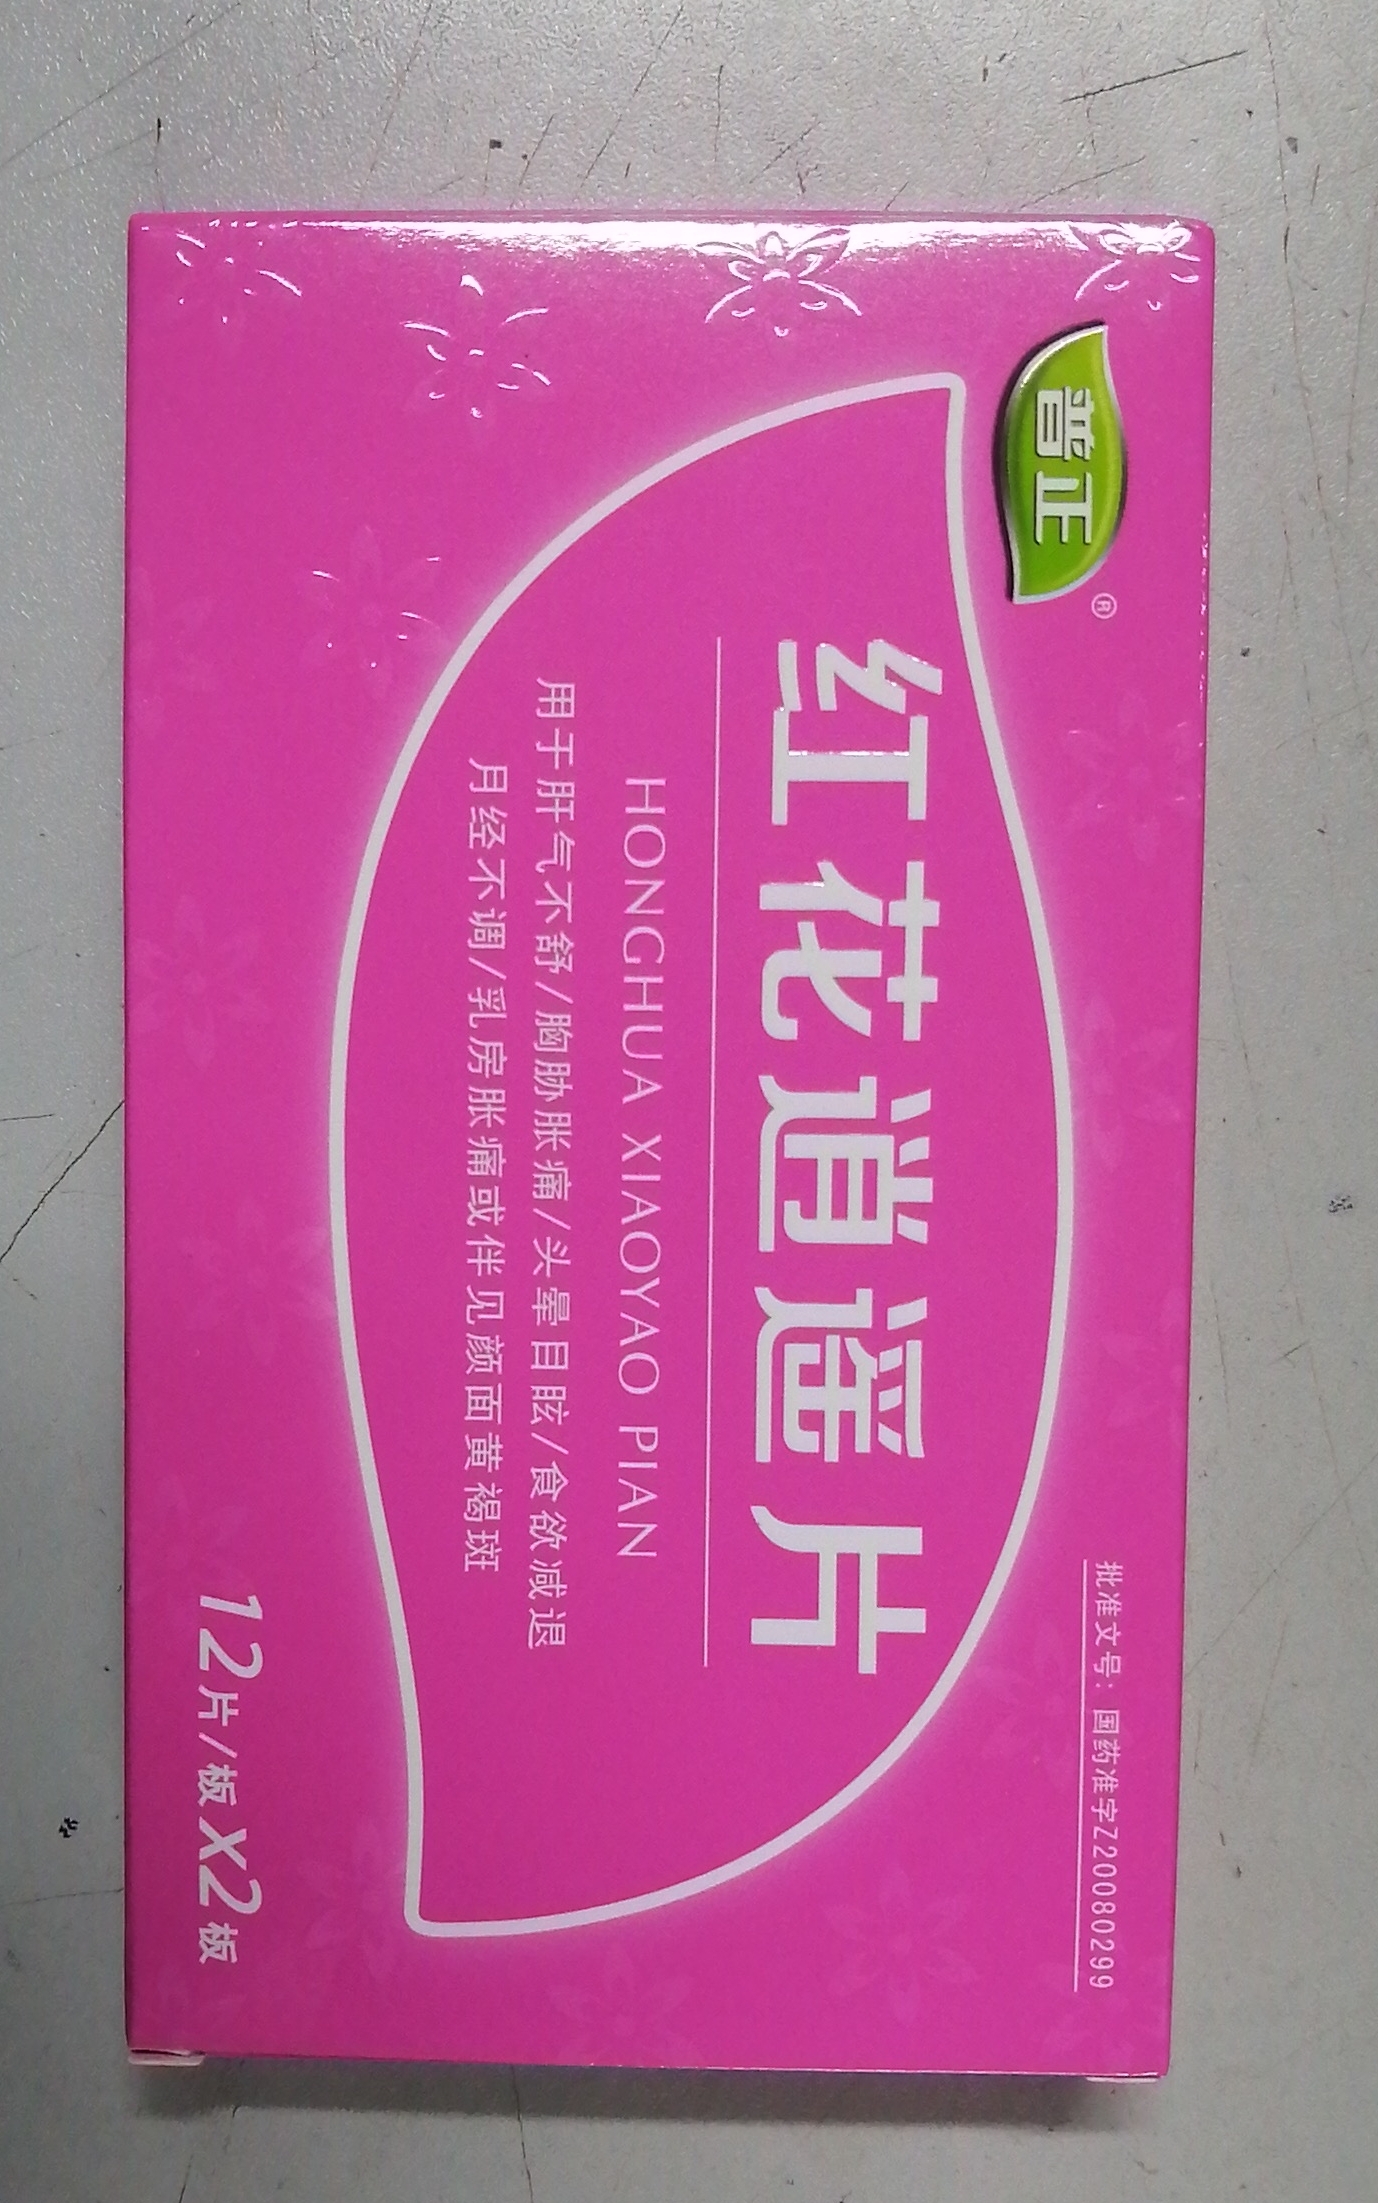 普正
®
批准文号：国药准字Z20080299
红花逍遥片
HONGHUA XIAOYAO PIAN
用于肝气不舒/胸胁胀痛/头晕目眩/食欲减退
月经不调/乳房胀痛或伴见颜面黄褐斑
12片/板X2板